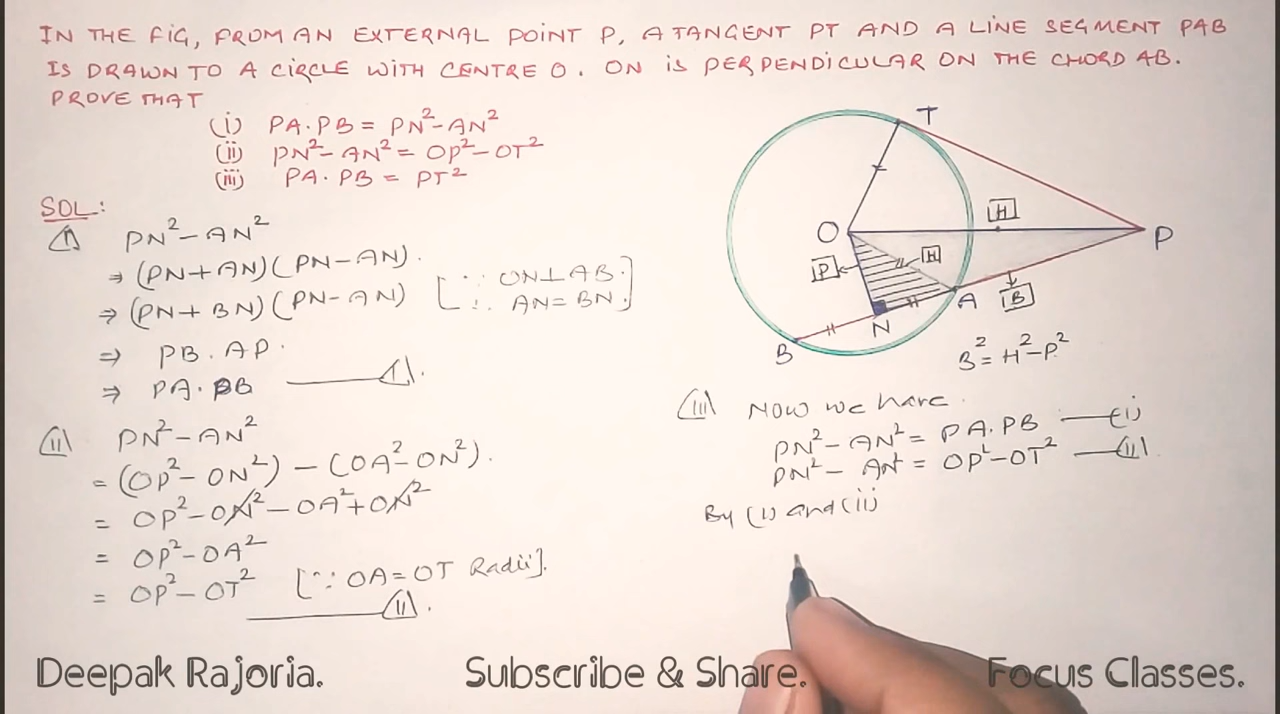 IN THE FIG, FROM AN EXTERNAL POINT P, A TANGENT PT AND A LINE SEGMENT PAB
IS DRAWN TO A CIRCLE WITH CENTRE O. ON IS PERPENDICULAR ON THE CHORD AB.
PROVE THAT
(i) PA·PB = PN²-AN²
(ii) PN²-AN² = OP²-OT²
(iii) PA·PB = PT²
SOL:
(i) PN²-AN²
⇒ (PN+AN)(PN-AN).
⇒ (PN+BN)(PN-AN) [∵ ON⊥AB.
∴ AN=BN.]
⇒ PB·AP.
⇒ PA·PB ——— (i).
(ii) PN²-AN²
= (OP²-ON²)-(OA²-ON²).
= OP²-ON²-OA²+ON²
= OP²-OA²
= OP²-OT² [∵ OA=OT Radii].
——— (ii).
T
O
H
P
P
H
A
B
N
B
B²=H²-P²
(iii) Now we have.
PN²-AN² = PA·PB —(i)
PN²-AN² = OP²-OT² —(ii)
By (i) and (ii)
Deepak Rajoria.
Subscribe & Share.
Focus Classes.